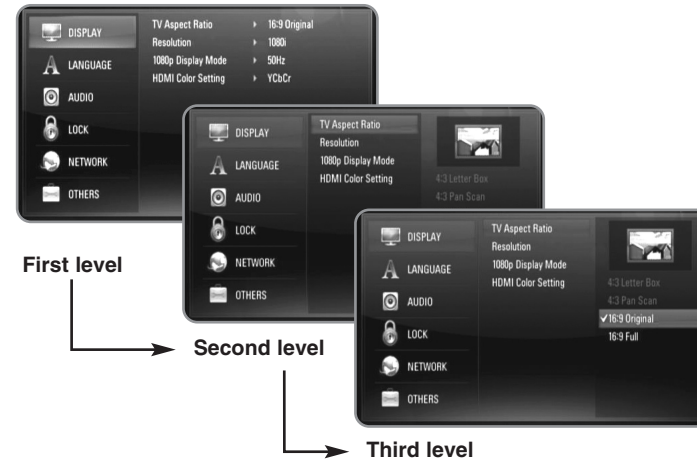 DISPLAY
LANGUAGE
AUDIO
LOCK
NETWORK
OTHERS
TV Aspect Ratio 16:9 Original
Resolution 1080i
1080p Display Mode 50Hz
HDMI Color Setting YCbCr
First level
DISPLAY
LANGUAGE
AUDIO
LOCK
NETWORK
OTHERS
TV Aspect Ratio
Resolution
1080p Display Mode
HDMI Color Setting
4:3 Letter Box
4:3 Pan Scan
Second level
DISPLAY
LANGUAGE
AUDIO
LOCK
NETWORK
OTHERS
TV Aspect Ratio
Resolution
1080p Display Mode
HDMI Color Setting
4:3 Letter Box
4:3 Pan Scan
✓16:9 Original
16:9 Full
Third level